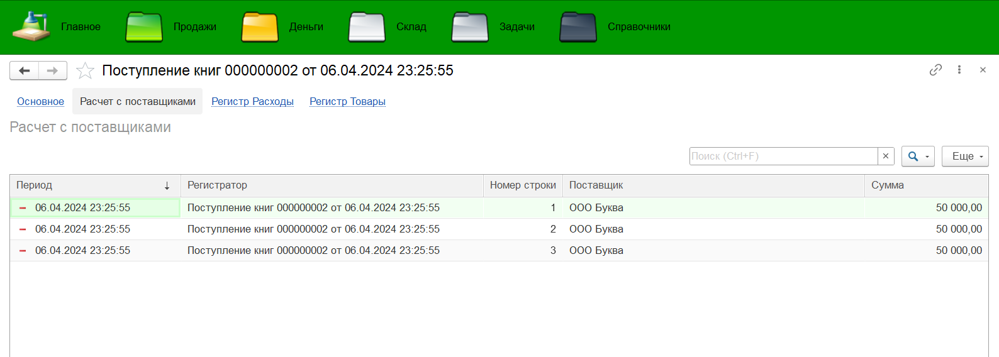 Главное Продажи Деньги Склад Задачи Справочники
Поступление книг 000000002 от 06.04.2024 23:25:55
Основное Расчет с поставщиками Регистр Расходы Регистр Товары
Расчет с поставщиками
Поиск (Ctrl+F) × Еще
Период ↓ Регистратор Номер строки Поставщик Сумма
06.04.2024 23:25:55 Поступление книг 000000002 от 06.04.2024 23:25:55 1 ООО Буква 50 000,00
06.04.2024 23:25:55 Поступление книг 000000002 от 06.04.2024 23:25:55 2 ООО Буква 50 000,00
06.04.2024 23:25:55 Поступление книг 000000002 от 06.04.2024 23:25:55 3 ООО Буква 50 000,00